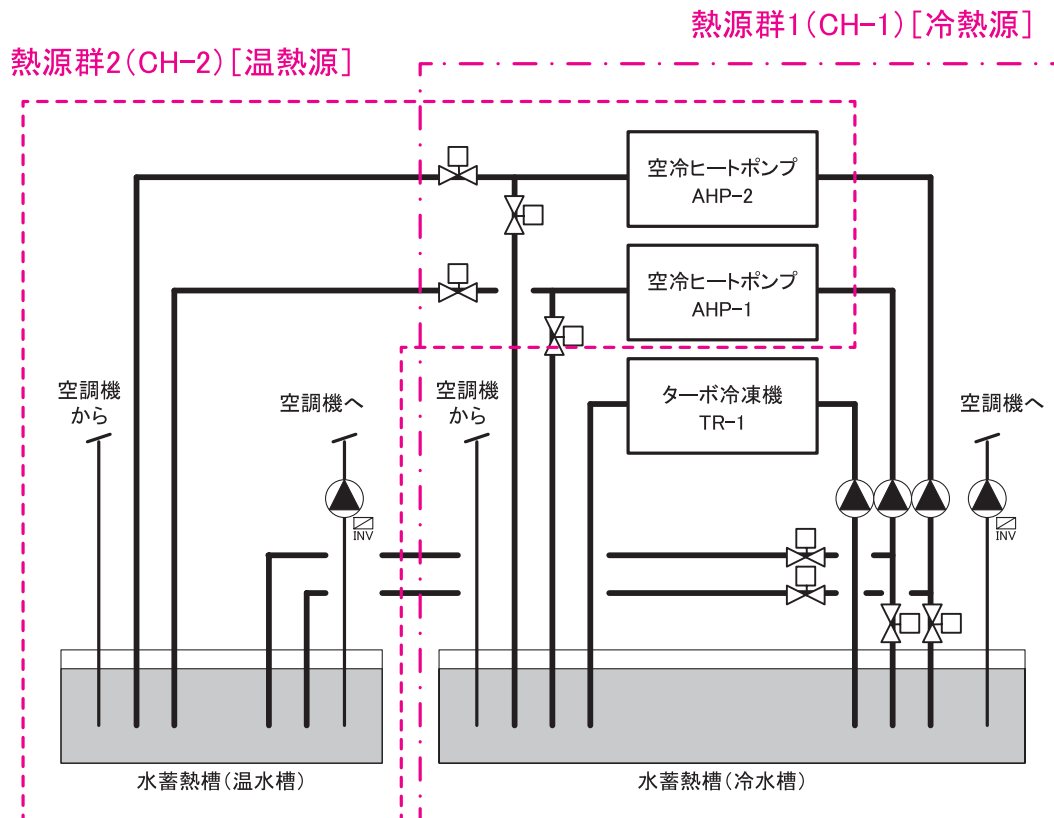 熱源群1(CH-1)[冷熱源]
熱源群2(CH-2)[温熱源]
空冷ヒートポンプ
AHP-2
空冷ヒートポンプ
AHP-1
ターボ冷凍機
TR-1
空調機
から
空調機へ
空調機
から
空調機へ
INV
INV
水蓄熱槽(温水槽)
水蓄熱槽(冷水槽)